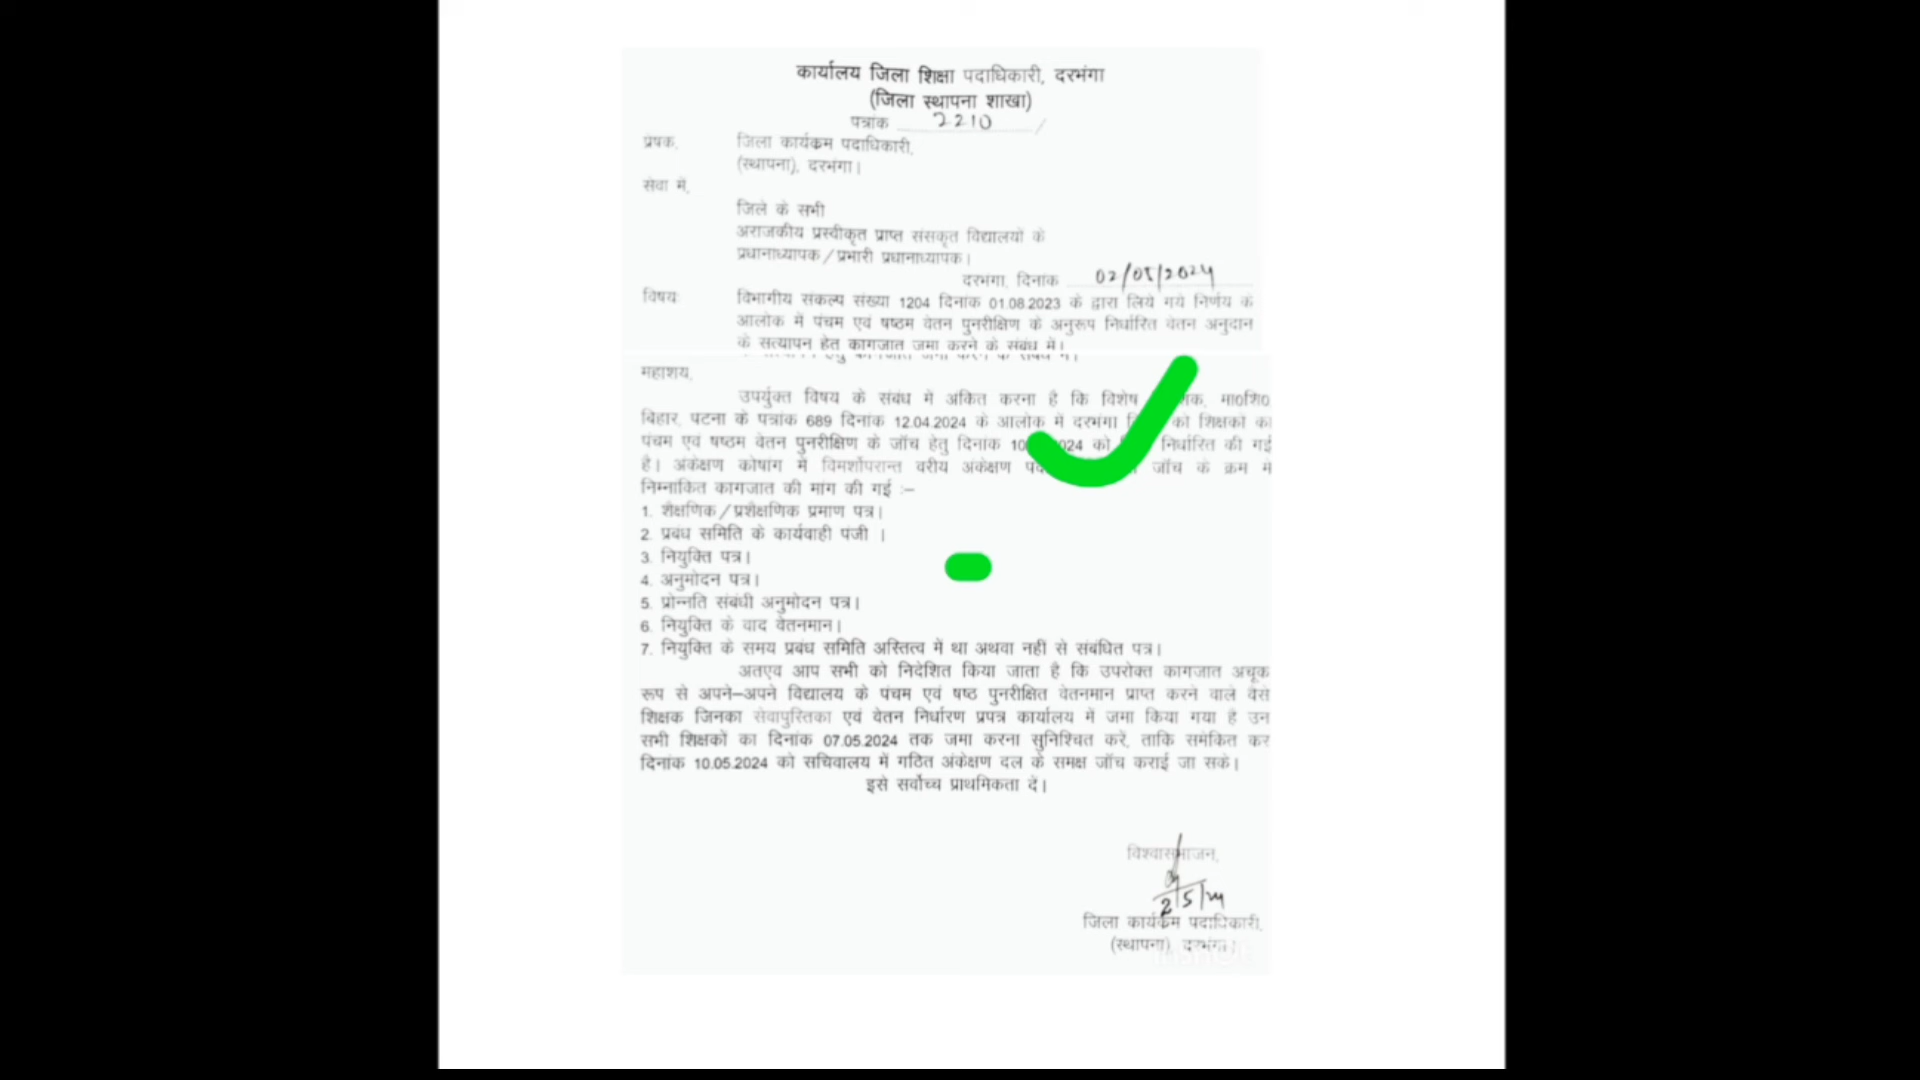 कार्यालय जिला शिक्षा पदाधिकारी, दरभंगा
(जिला स्थापना शाखा)
पत्रांक 2210 /
प्रेषक,
जिला कार्यक्रम पदाधिकारी,
(स्थापना), दरभंगा।
सेवा में,
जिले के सभी
अराजकीय प्रस्वीकृत प्राप्त संसकृत विद्यालयों के
प्रधानाध्यापक/प्रभारी प्रधानाध्यापक।
दरभंगा, दिनांक 02/05/2024
विषयः विभागीय संकल्प संख्या 1204 दिनांक 01.08.2023 के द्वारा लिये गये निर्णय के
आलोक में पंचम एवं षष्ठम वेतन पुनरीक्षिण के अनुरूप निर्धारित वेतन अनुदान
के सत्यापन हेतु कागजात जमा करने के संबंध में।
महाशय,
उपर्युक्त विषय के संबंध में अंकित करना है कि विशेष मा0शि0
बिहार, पटना के पत्रांक 689 दिनांक 12.04.2024 के आलोक में दरभंगा को शिक्षकों का
पंचम एवं षष्ठम वेतन पुनरीक्षिण के जॉच हेतु दिनांक को निर्धारित की गई
है। अंकेक्षण कोषांग में विमर्शोपरान्त वरीय अंकेक्षण जॉच के क्रम में
निम्नांकित कागजात की मांग की गई :–
1. शैक्षणिक/प्रशैक्षणिक प्रमाण पत्र।
2. प्रबंध समिति के कार्यवाही पंजी ।
3. नियुक्ति पत्र।
4. अनुमोदन पत्र।
5. प्रोन्नति संबंधी अनुमोदन पत्र।
6. नियुक्ति के वाद वेतनमान।
7. नियुक्ति के समय प्रबंध समिति अस्तित्व में था अथवा नहीं से संबंधित पत्र।
अतएव आप सभी को निदेशित किया जाता है कि उपरोक्त कागजात अचूक
रूप से अपने–अपने विद्यालय के पंचम एवं षष्ठ पुनरीक्षित वेतनमान प्राप्त करने वाले वैसे
शिक्षक जिनका सेवापुस्तिका एवं वेतन निर्धारण प्रपत्र कार्यालय में जमा किया गया है उन
सभी शिक्षकों का दिनांक 07.05.2024 तक जमा करना सुनिश्चित करें, ताकि समेकित कर
दिनांक 10.05.2024 को सचिवालय में गठित अंकेक्षण दल के समक्ष जॉच कराई जा सके।
इसे सर्वोच्च प्राथमिकता दें।
विश्वासभाजन,
2/5/24
जिला कार्यक्रम पदाधिकारी,
(स्थापना), दरभंगा।